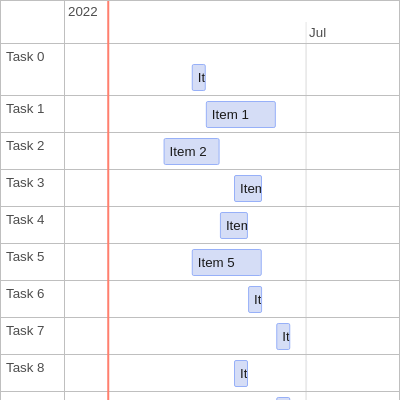 2022
Jul
Task 0
It
Task 1
Item 1
Task 2
Item 2
Task 3
Iten
Task 4
Iten
Task 5
Item 5
Task 6
It
Task 7
It
Task 8
It